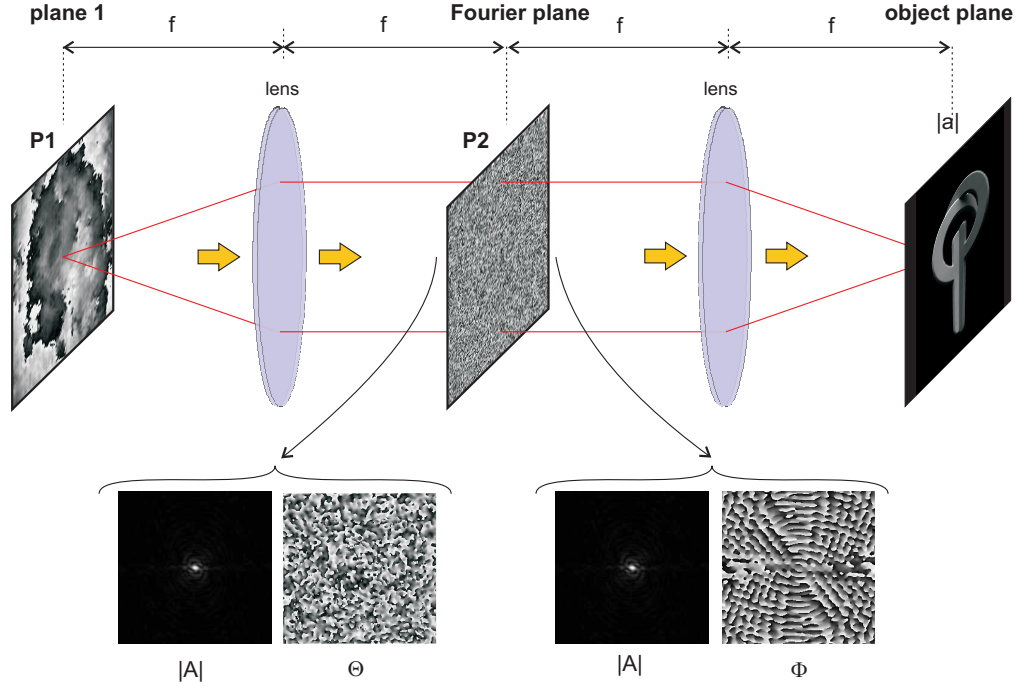 plane 1
Fourier plane
object plane
f
f
f
f
lens
lens
P1
P2
|a|
|A|
Θ
|A|
Φ